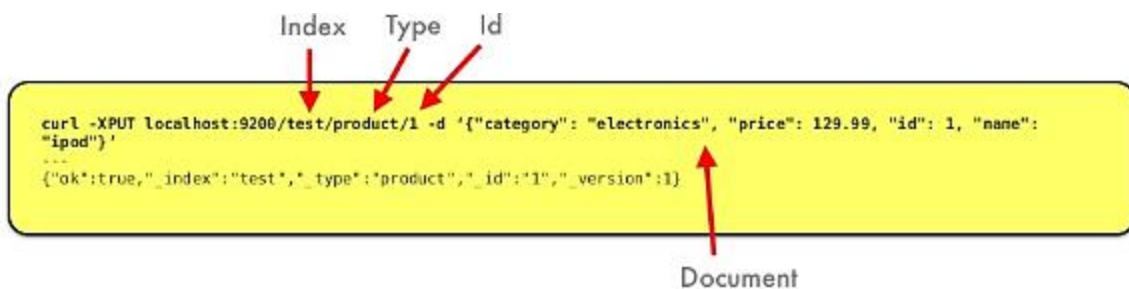 Index Type Id
curl -XPUT localhost:9200/test/product/1 -d ‘{"category": "electronics", "price": 129.99, "id": 1, "name":
"ipod"}’
---
{"ok":true,"_index":"test","_type":"product","_id":"1","_version":1}
Document